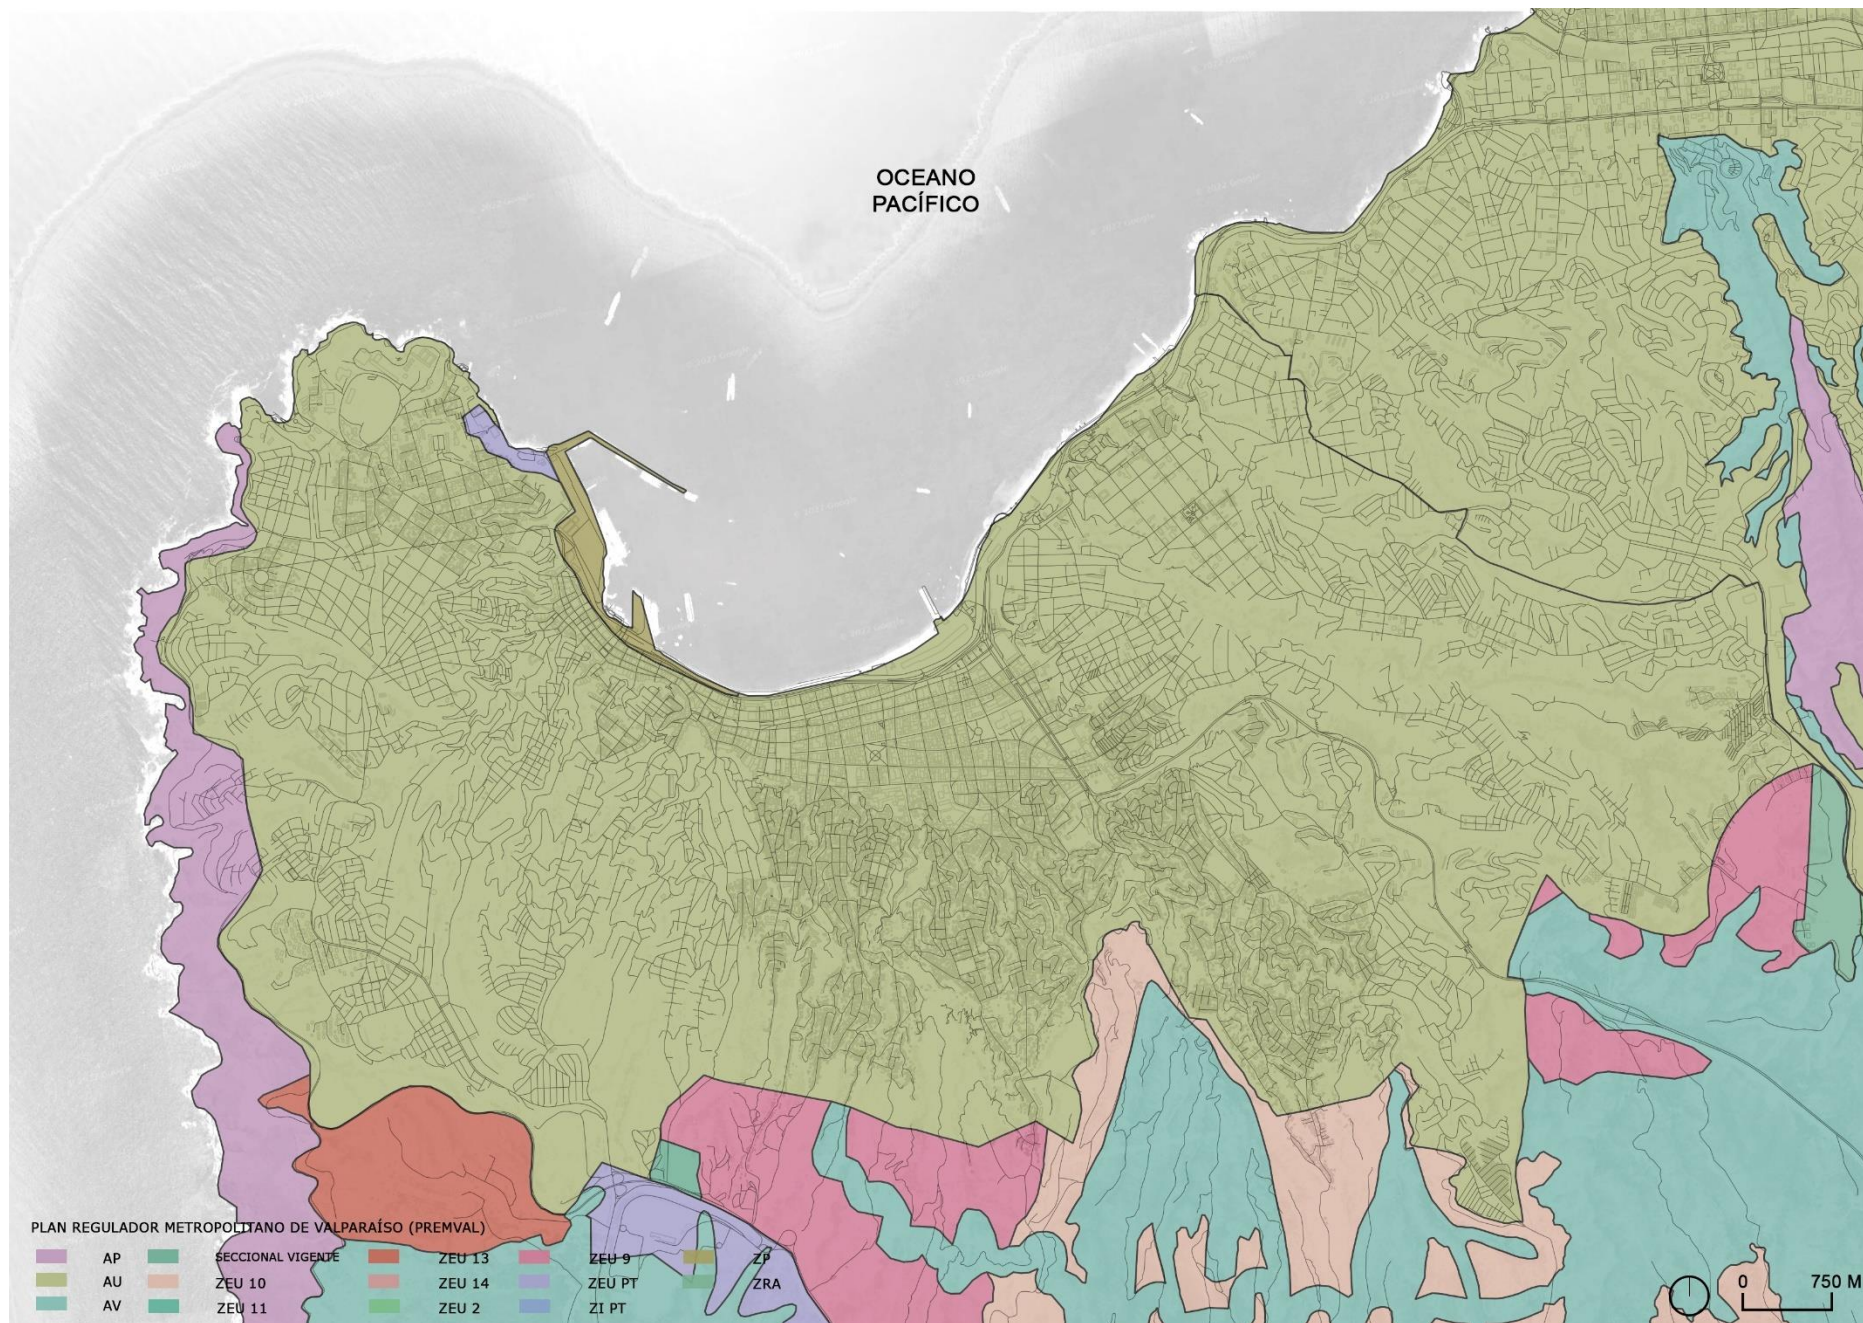 OCEANO
PACÍFICO
PLAN REGULADOR METROPOLITANO DE VALPARAÍSO (PREMVAL)
AP
SECCIONAL VIGENTE
ZEU 13
ZEU 9
ZP
AU
ZEU 10
ZEU 14
ZEU PT
ZRA
AV
ZEU 11
ZEU 2
ZI PT
0 750 M